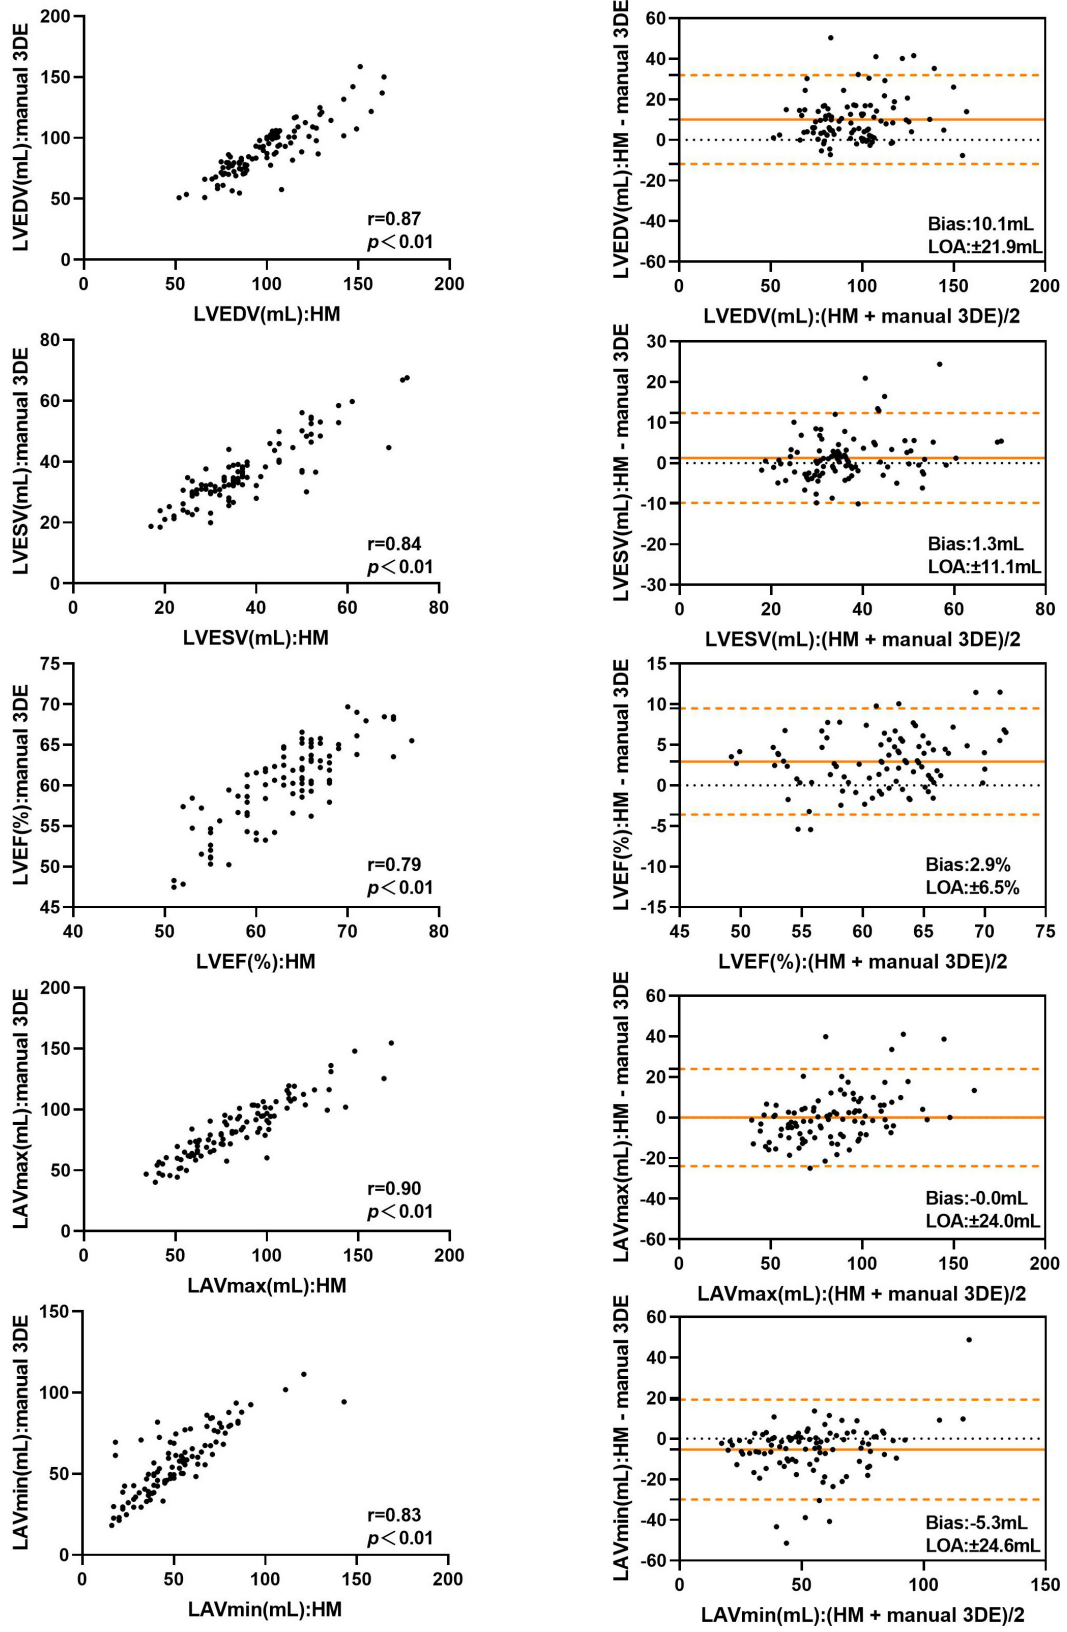 200
150
100
50
0
0
50
100
150
200
LVEDV(mL):manual 3DE
LVEDV(mL):HM
r=0.87
p<0.01
60
40
20
0
-20
-40
-60
0
50
100
150
200
LVEDV(mL):HM - manual 3DE
LVEDV(mL):(HM + manual 3DE)/2
Bias:10.1mL
LOA:±21.9mL
80
60
40
20
0
0
20
40
60
80
LVESV(mL):manual 3DE
LVESV(mL):HM
r=0.84
p<0.01
30
20
10
0
-10
-20
-30
0
20
40
60
80
LVESV(mL):HM - manual 3DE
LVESV(mL):(HM + manual 3DE)/2
Bias:1.3mL
LOA:±11.1mL
75
70
65
60
55
50
45
40
50
60
70
80
LVEF(%):manual 3DE
LVEF(%):HM
r=0.79
p<0.01
15
10
5
0
-5
-10
-15
45
50
55
60
65
70
75
LVEF(%):HM - manual 3DE
LVEF(%):(HM + manual 3DE)/2
Bias:2.9%
LOA:±6.5%
200
150
100
50
0
0
50
100
150
200
LAVmax(mL):manual 3DE
LAVmax(mL):HM
r=0.90
p<0.01
60
40
20
0
-20
-40
-60
0
50
100
150
200
LAVmax(mL):HM - manual 3DE
LAVmax(mL):(HM + manual 3DE)/2
Bias:-0.0mL
LOA:±24.0mL
150
100
50
0
0
50
100
150
200
LAVmin(mL):manual 3DE
LAVmin(mL):HM
r=0.83
p<0.01
60
40
20
0
-20
-40
-60
0
50
100
150
LAVmin(mL):HM - manual 3DE
LAVmin(mL):(HM + manual 3DE)/2
Bias:-5.3mL
LOA:±24.6mL